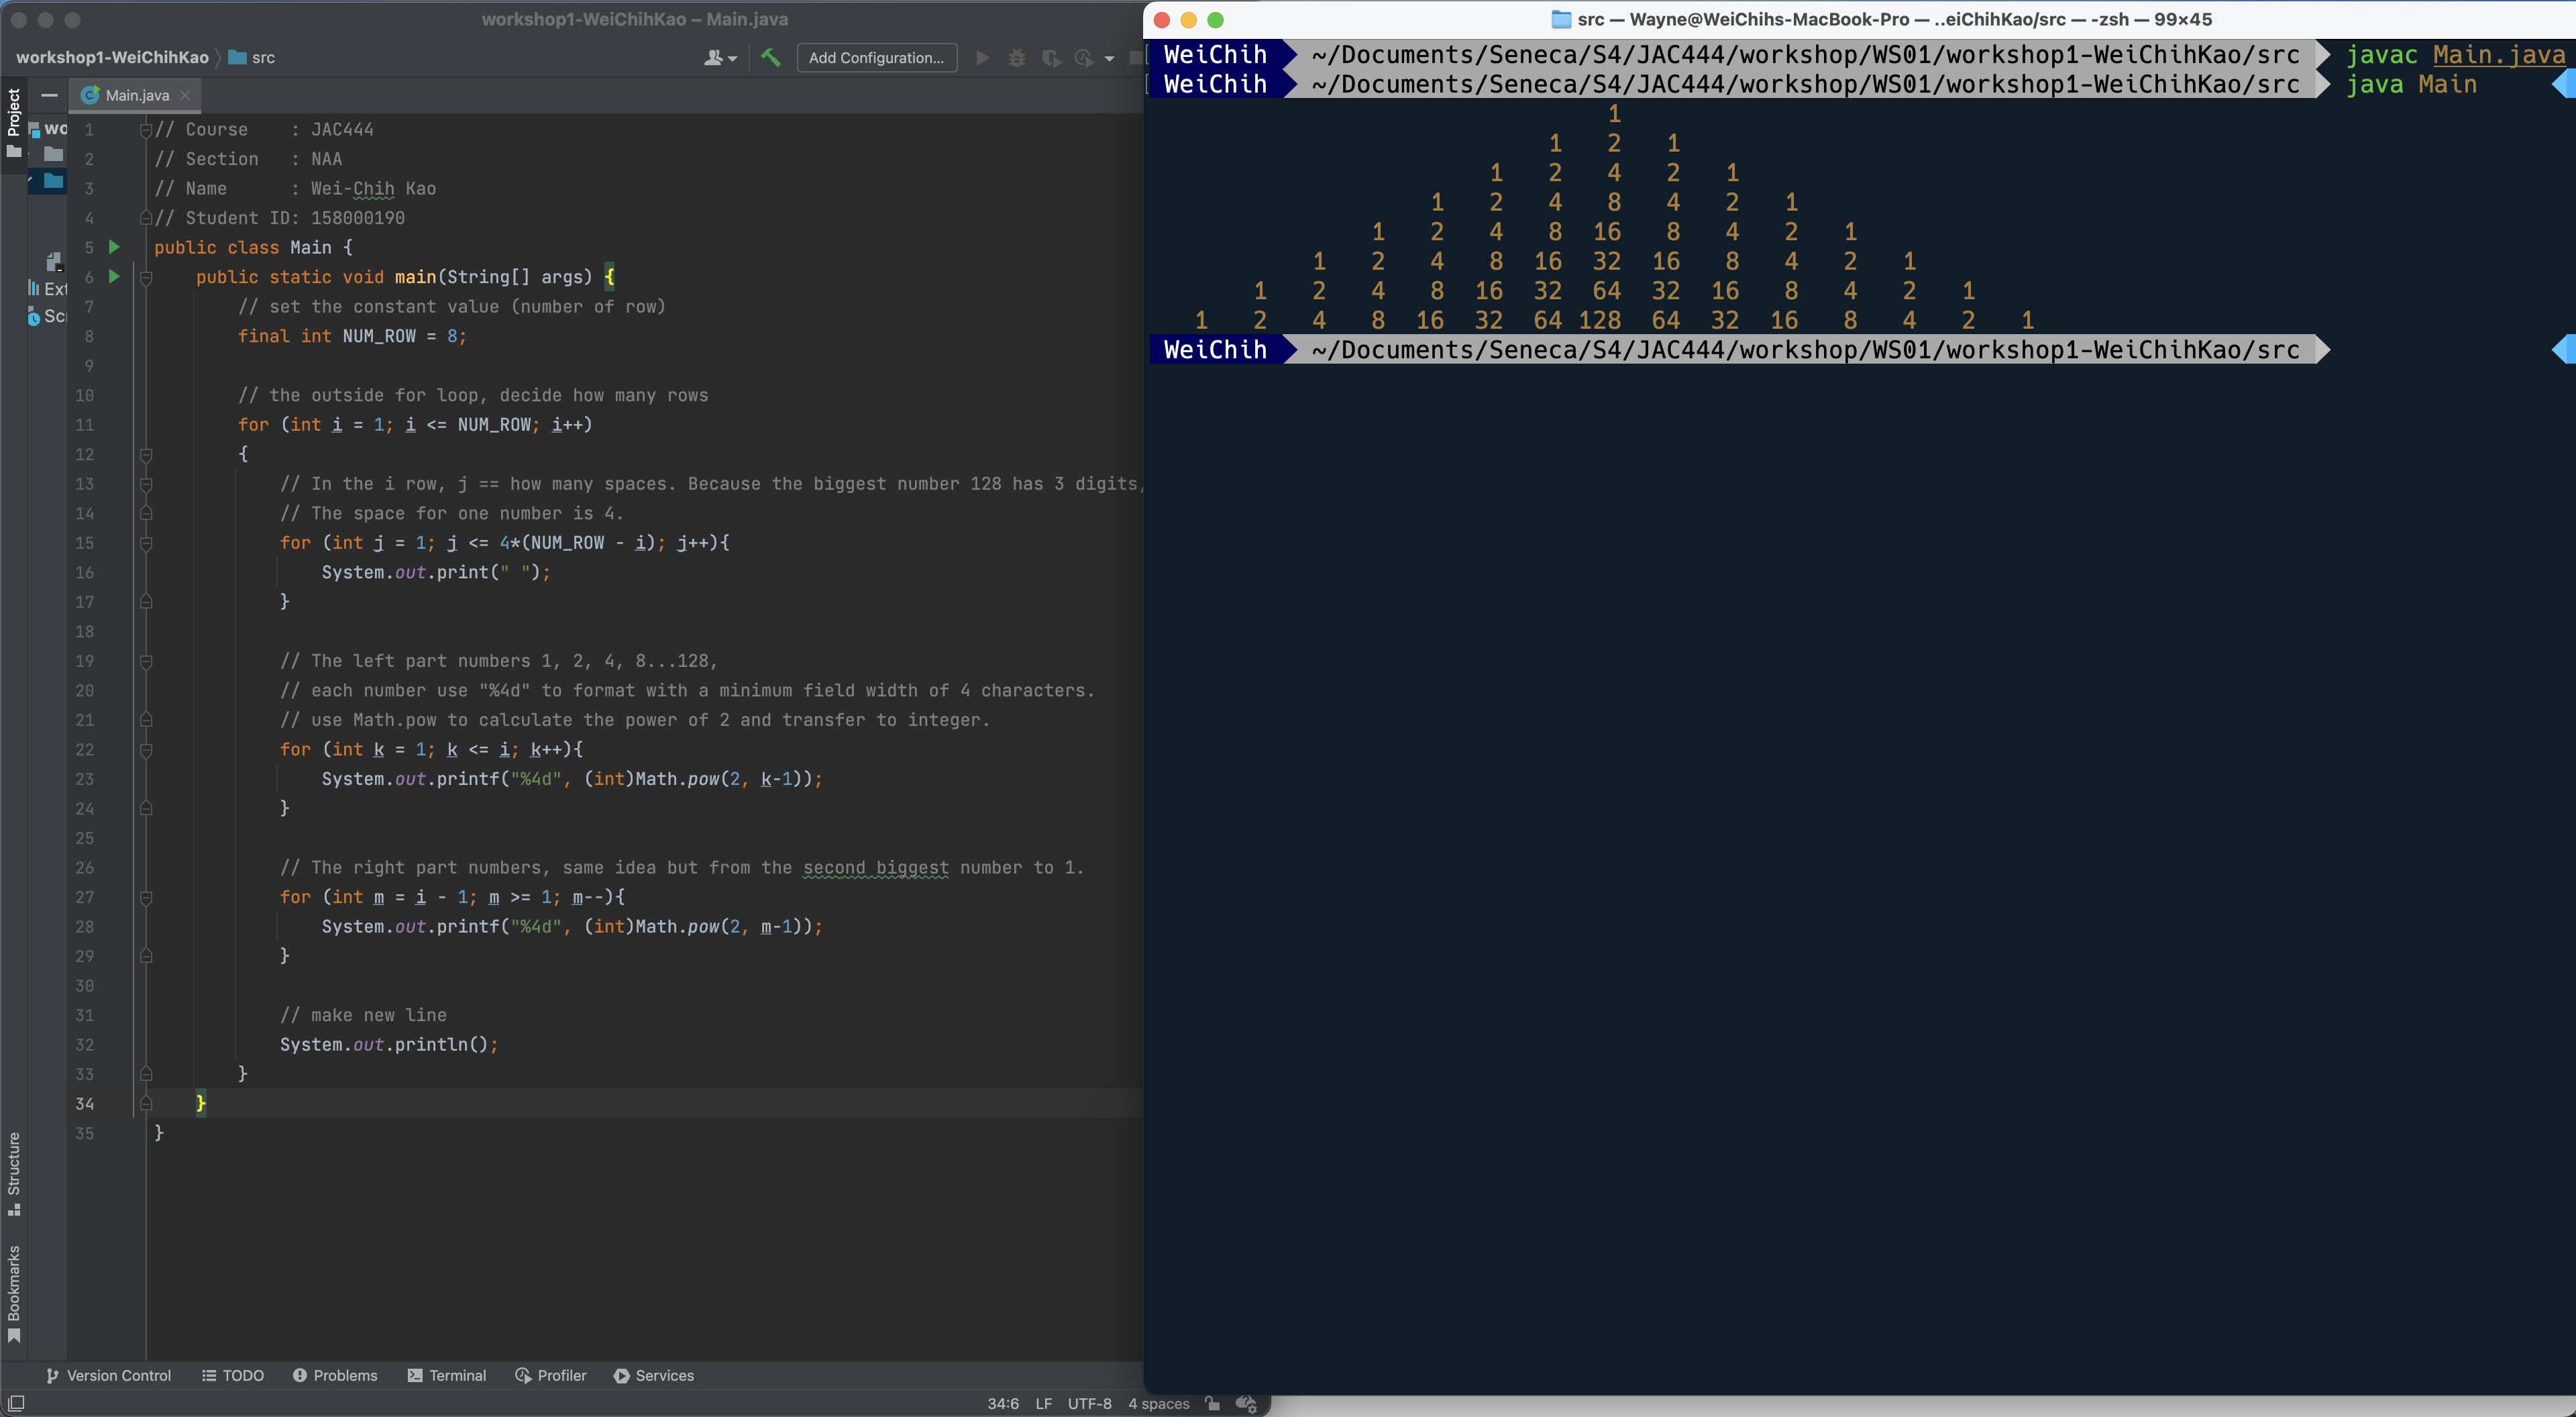 workshop1-WeiChihKao – Main.java
workshop1-WeiChihKao
src
Add Configuration...
Project
Main.java
wo
Ext
Scr
1 // Course    : JAC444
2 // Section   : NAA
3 // Name      : Wei-Chih Kao
4 // Student ID: 158000190
5 public class Main {
6     public static void main(String[] args) {
7         // set the constant value (number of row)
8         final int NUM_ROW = 8;
9
10         // the outside for loop, decide how many rows
11         for (int i = 1; i <= NUM_ROW; i++)
12         {
13             // In the i row, j == how many spaces. Because the biggest number 128 has 3 digits,
14             // The space for one number is 4.
15             for (int j = 1; j <= 4*(NUM_ROW - i); j++){
16                 System.out.print(" ");
17             }
18
19             // The left part numbers 1, 2, 4, 8...128,
20             // each number use "%4d" to format with a minimum field width of 4 characters.
21             // use Math.pow to calculate the power of 2 and transfer to integer.
22             for (int k = 1; k <= i; k++){
23                 System.out.printf("%4d", (int)Math.pow(2, k-1));
24             }
25
26             // The right part numbers, same idea but from the second biggest number to 1.
27             for (int m = i - 1; m >= 1; m--){
28                 System.out.printf("%4d", (int)Math.pow(2, m-1));
29             }
30
31             // make new line
32             System.out.println();
33         }
34     }
35 }
Structure
Bookmarks
Version Control
TODO
Problems
Terminal
Profiler
Services
34:6 LF UTF-8 4 spaces
src — Wayne@WeiChihs-MacBook-Pro — ..eiChihKao/src — -zsh — 99×45
WeiChih ~/Documents/Seneca/S4/JAC444/workshop/WS01/workshop1-WeiChihKao/src javac Main.java
WeiChih ~/Documents/Seneca/S4/JAC444/workshop/WS01/workshop1-WeiChihKao/src java Main
                               1
                           1   2   1
                       1   2   4   2   1
                   1   2   4   8   4   2   1
               1   2   4   8  16   8   4   2   1
           1   2   4   8  16  32  16   8   4   2   1
       1   2   4   8  16  32  64  32  16   8   4   2   1
   1   2   4   8  16  32  64 128  64  32  16   8   4   2   1
WeiChih ~/Documents/Seneca/S4/JAC444/workshop/WS01/workshop1-WeiChihKao/src